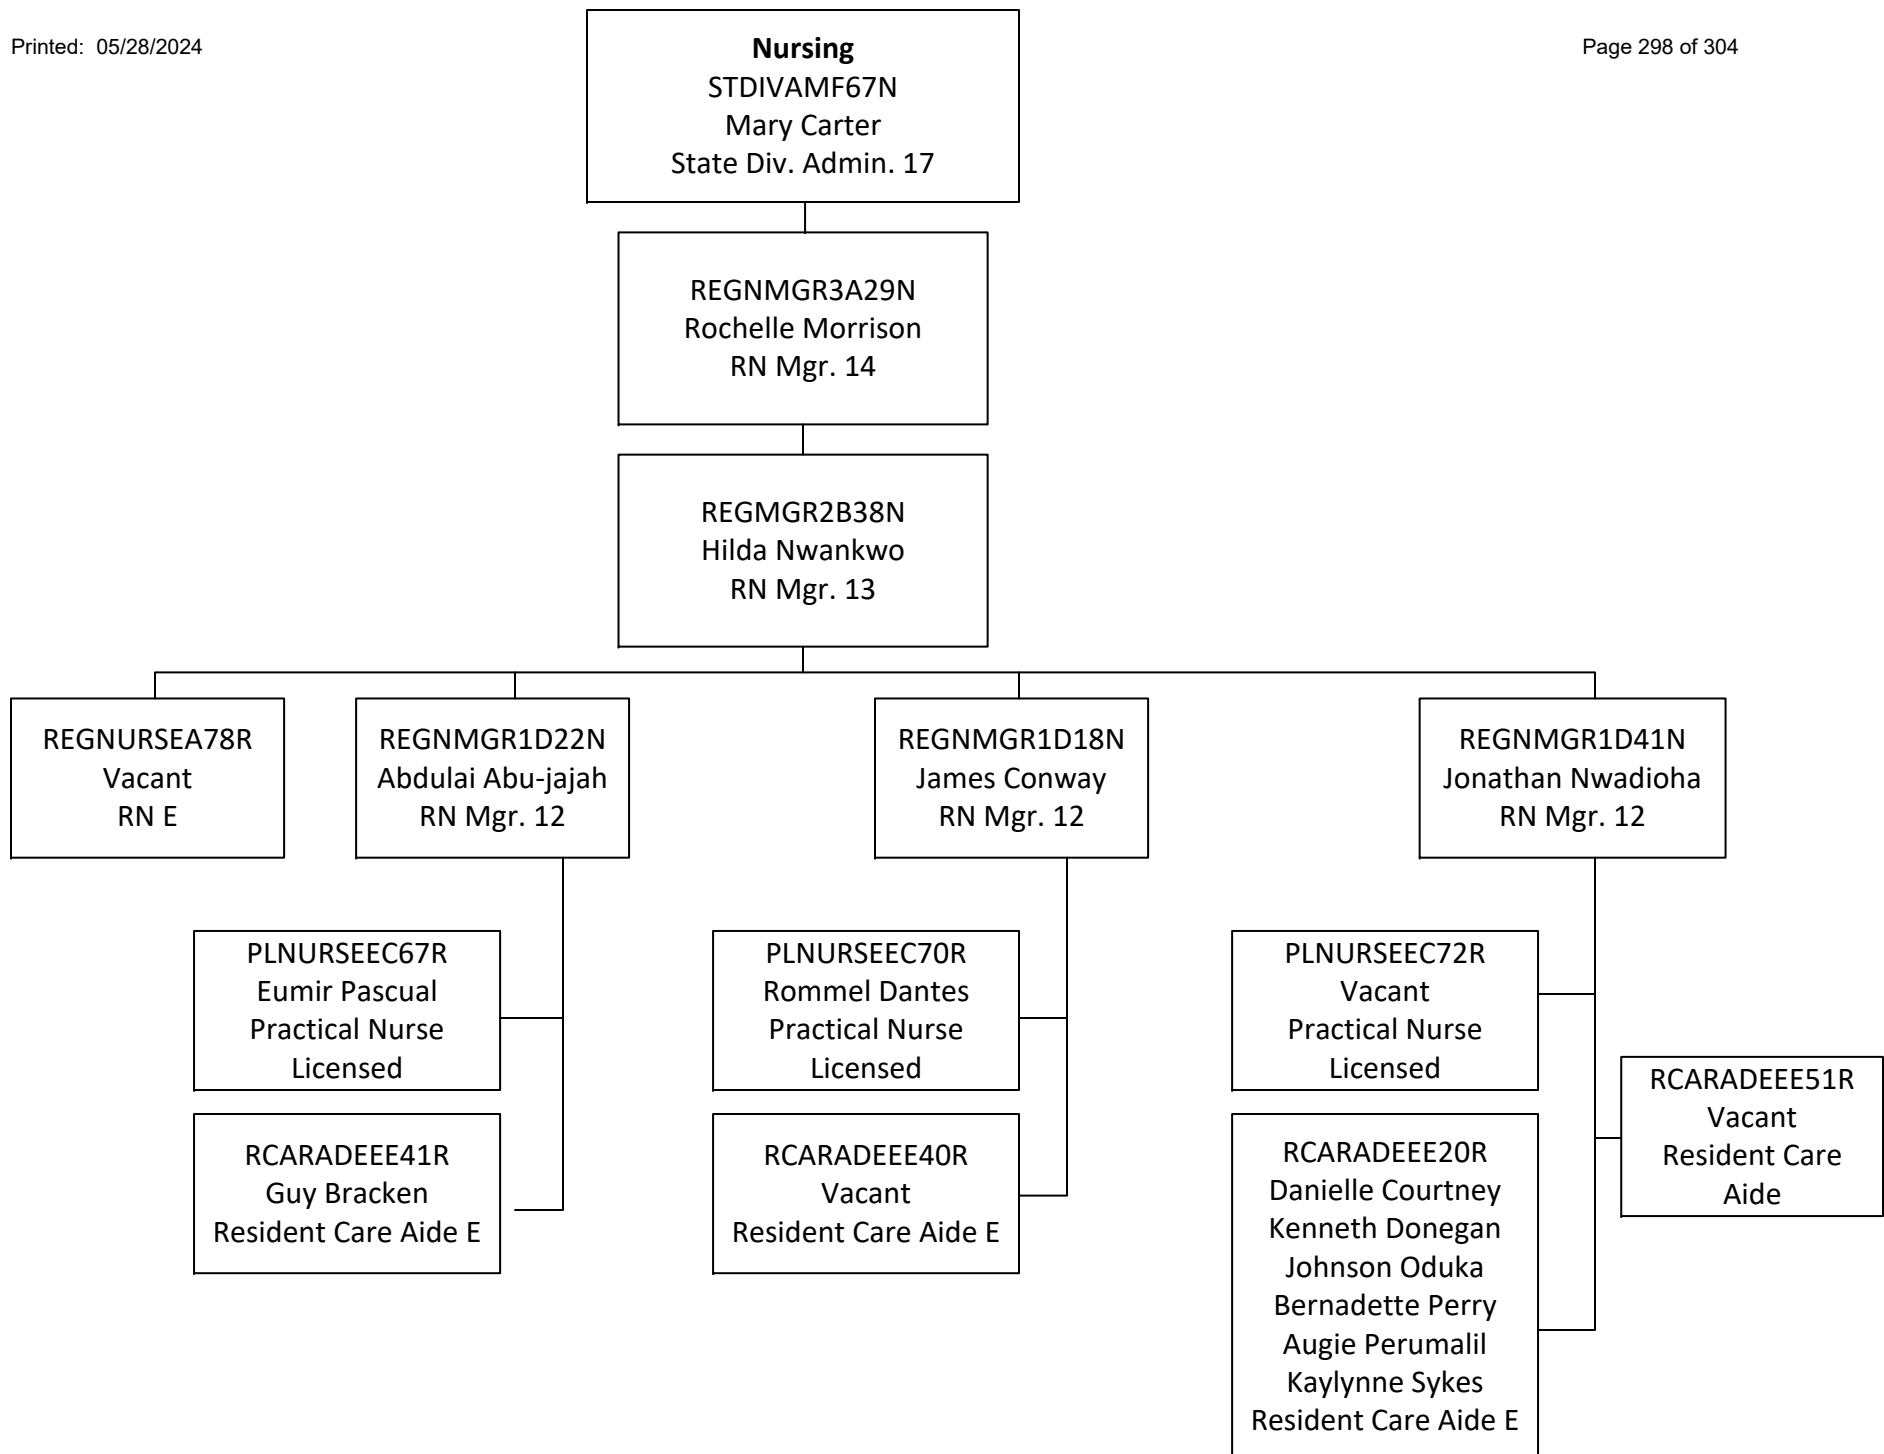 Printed: 05/28/2024
Page 298 of 304
Nursing
STDIVAMF67N
Mary Carter
State Div. Admin. 17
REGNMGR3A29N
Rochelle Morrison
RN Mgr. 14
REGMGR2B38N
Hilda Nwankwo
RN Mgr. 13
REGNURSEA78R
Vacant
RN E
REGNMGR1D22N
Abdulai Abu-jajah
RN Mgr. 12
REGNMGR1D18N
James Conway
RN Mgr. 12
REGNMGR1D41N
Jonathan Nwadioha
RN Mgr. 12
PLNURSEEC67R
Eumir Pascual
Practical Nurse
Licensed
PLNURSEEC70R
Rommel Dantes
Practical Nurse
Licensed
PLNURSEEC72R
Vacant
Practical Nurse
Licensed
RCARADEEE51R
Vacant
Resident Care
Aide
RCARADEEE41R
Guy Bracken
Resident Care Aide E
RCARADEEE40R
Vacant
Resident Care Aide E
RCARADEEE20R
Danielle Courtney
Kenneth Donegan
Johnson Oduka
Bernadette Perry
Augie Perumalil
Kaylynne Sykes
Resident Care Aide E